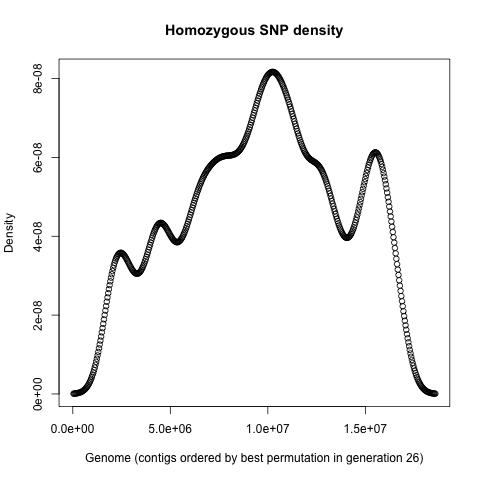 Homozygous SNP density
8e-08
6e-08
4e-08
2e-08
0e+00
Density
0.0e+00 5.0e+06 1.0e+07 1.5e+07
Genome (contigs ordered by best permutation in generation 26)